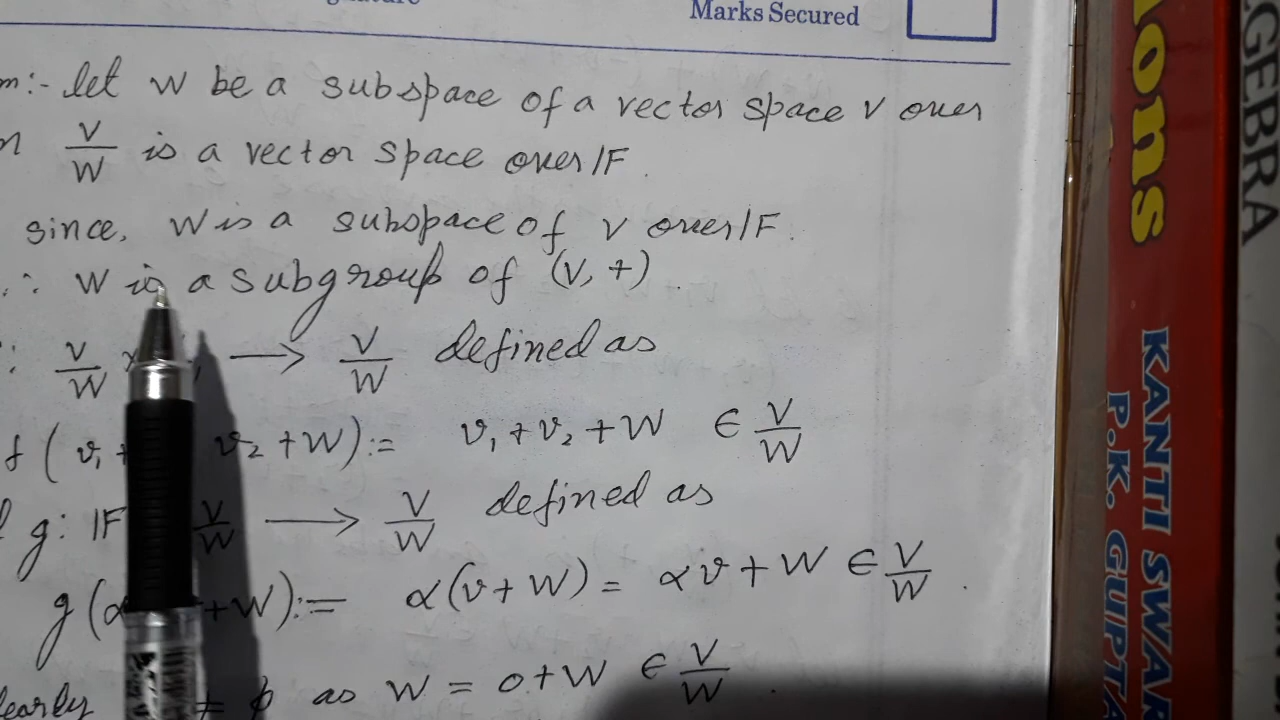 Marks Secured
m:- let W be a subspace of a vector space V over
n V/W is a vector space over IF.
since, W is a subspace of V over IF.
∴ W is a subgroup of (V, +).
: V/W × → V/W defined as
f ( v₁ + v₂ + W) := v₁ + v₂ + W ∈ V/W
g: IF V/W → V/W defined as
g(α +W) := α(v + W) = αv + W ∈ V/W.
learly ≠ ϕ as W = 0 + W ∈ V/W.
KANTI SWAR
P.K. GUPTA
GEBRA